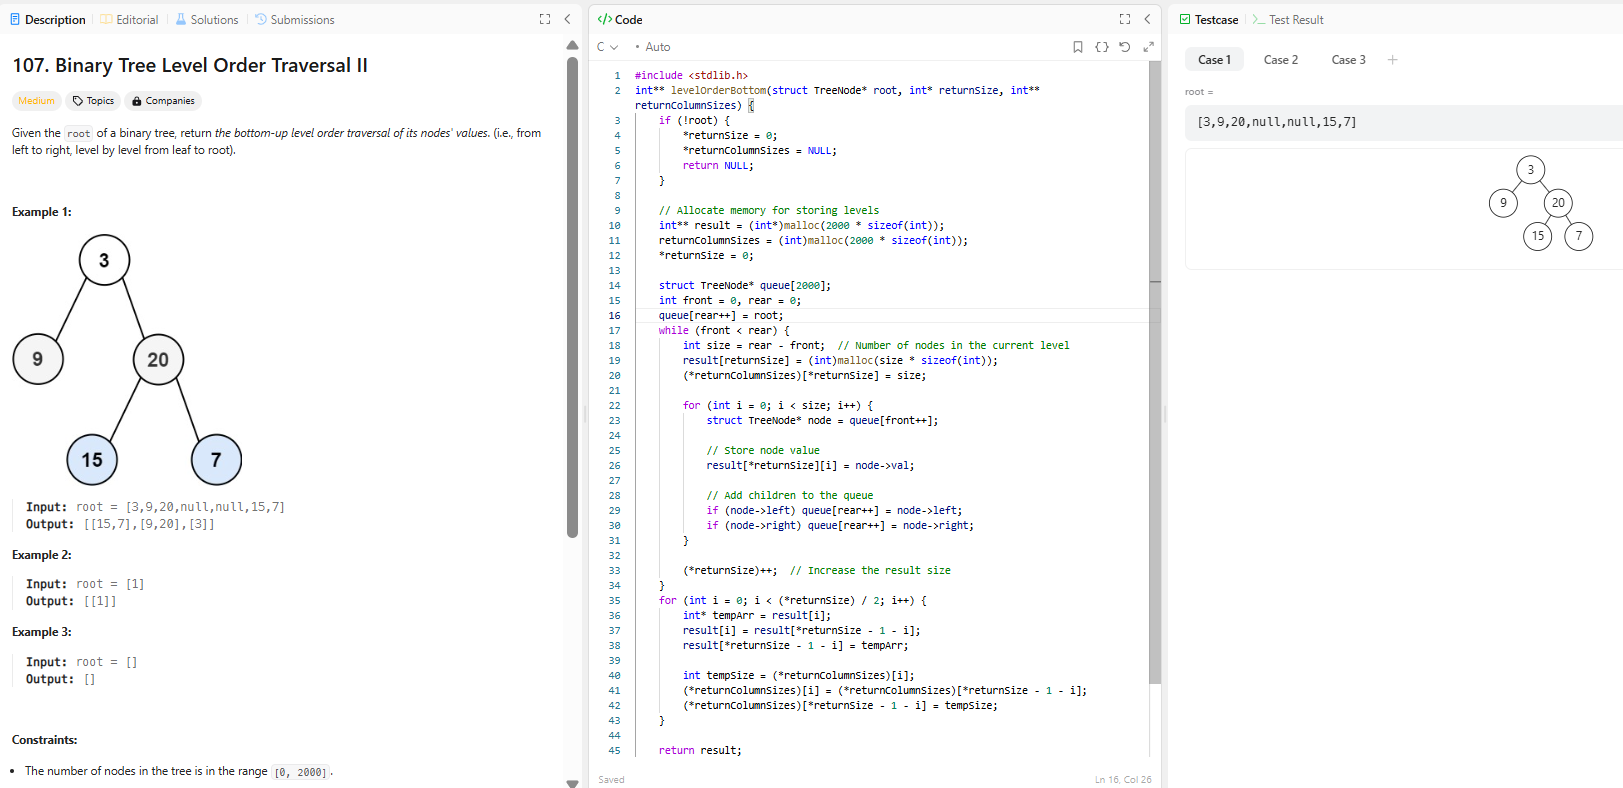 Description
Editorial
Solutions
Submissions
107. Binary Tree Level Order Traversal II
Medium
Topics
Companies
Given the root of a binary tree, return the bottom-up level order traversal of its nodes' values. (i.e., from
left to right, level by level from leaf to root).
Example 1:
3
9
20
15
7
Input: root = [3,9,20,null,null,15,7]
Output: [[15,7],[9,20],[3]]
Example 2:
Input: root = [1]
Output: [[1]]
Example 3:
Input: root = []
Output: []
Constraints:
• The number of nodes in the tree is in the range [0, 2000].
</> Code
C
• Auto
1 #include <stdlib.h>
2 int** levelOrderBottom(struct TreeNode* root, int* returnSize, int**
returnColumnSizes) {
3 if (!root) {
4 *returnSize = 0;
5 *returnColumnSizes = NULL;
6 return NULL;
7 }
8
9 // Allocate memory for storing levels
10 int** result = (int*)malloc(2000 * sizeof(int));
11 returnColumnSizes = (int)malloc(2000 * sizeof(int));
12 *returnSize = 0;
13
14 struct TreeNode* queue[2000];
15 int front = 0, rear = 0;
16 queue[rear++] = root;
17 while (front < rear) {
18 int size = rear - front; // Number of nodes in the current level
19 result[returnSize] = (int)malloc(size * sizeof(int));
20 (*returnColumnSizes)[*returnSize] = size;
21
22 for (int i = 0; i < size; i++) {
23 struct TreeNode* node = queue[front++];
24
25 // Store node value
26 result[*returnSize][i] = node->val;
27
28 // Add children to the queue
29 if (node->left) queue[rear++] = node->left;
30 if (node->right) queue[rear++] = node->right;
31 }
32
33 (*returnSize)++; // Increase the result size
34 }
35 for (int i = 0; i < (*returnSize) / 2; i++) {
36 int* tempArr = result[i];
37 result[i] = result[*returnSize - 1 - i];
38 result[*returnSize - 1 - i] = tempArr;
39
40 int tempSize = (*returnColumnSizes)[i];
41 (*returnColumnSizes)[i] = (*returnColumnSizes)[*returnSize - 1 - i];
42 (*returnColumnSizes)[*returnSize - 1 - i] = tempSize;
43 }
44
45 return result;
Saved
Ln 16, Col 26
Testcase
>_ Test Result
Case 1
Case 2
Case 3
+
root =
[3,9,20,null,null,15,7]
3
9
20
15
7